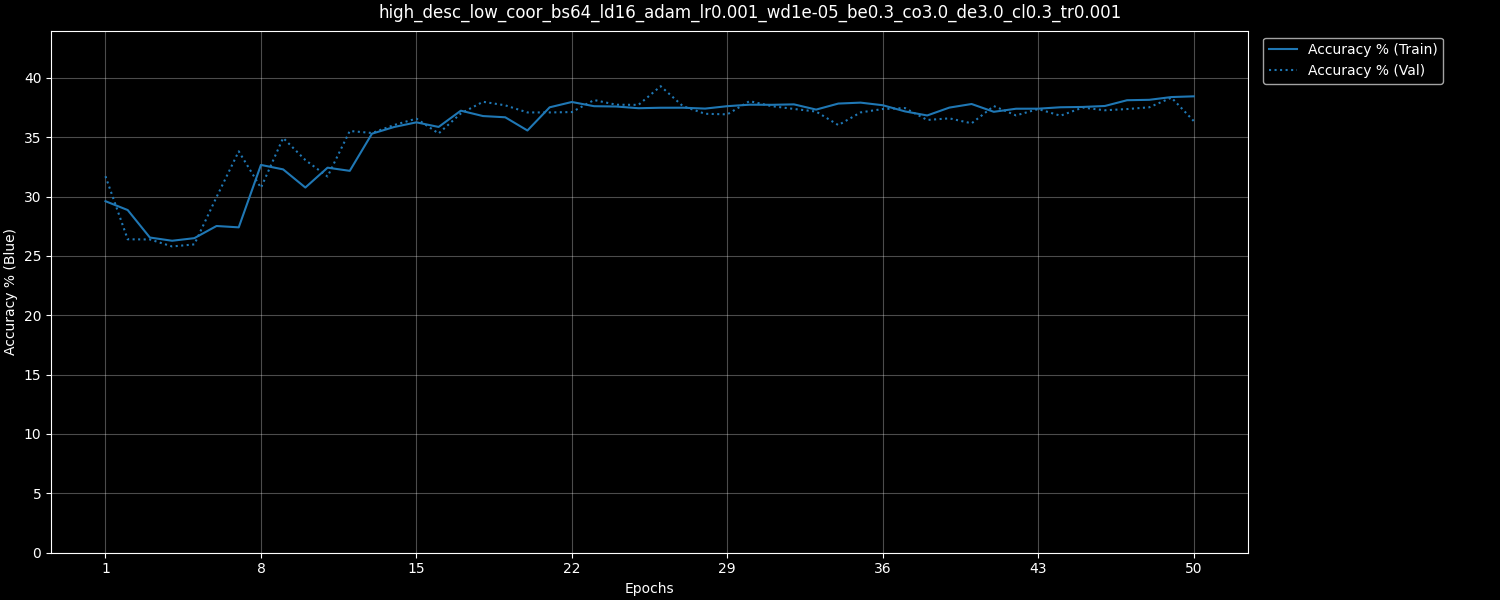 high_desc_low_coor_bs64_ld16_adam_lr0.001_wd1e-05_be0.3_co3.0_de3.0_cl0.3_tr0.001
Accuracy % (Train)
Accuracy % (Val)
Accuracy % (Blue)
40
35
30
25
20
15
10
5
0
1 8 15 22 29 36 43 50
Epochs